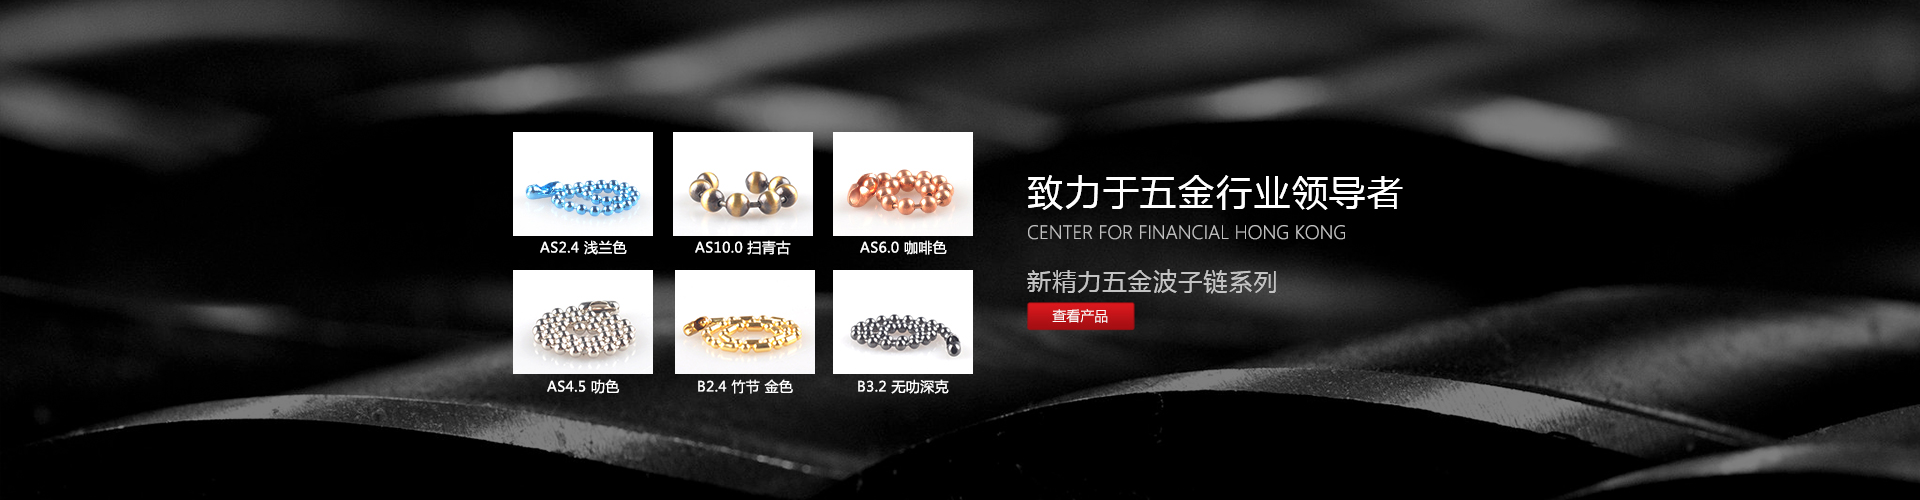 AS2.4 浅兰色
AS10.0 扫青古
AS6.0 咖啡色
AS4.5 叻色
B2.4 竹节 金色
B3.2 无叻深克
致力于五金行业领导者
CENTER FOR FINANCIAL HONG KONG
新精力五金波子链系列
查看产品